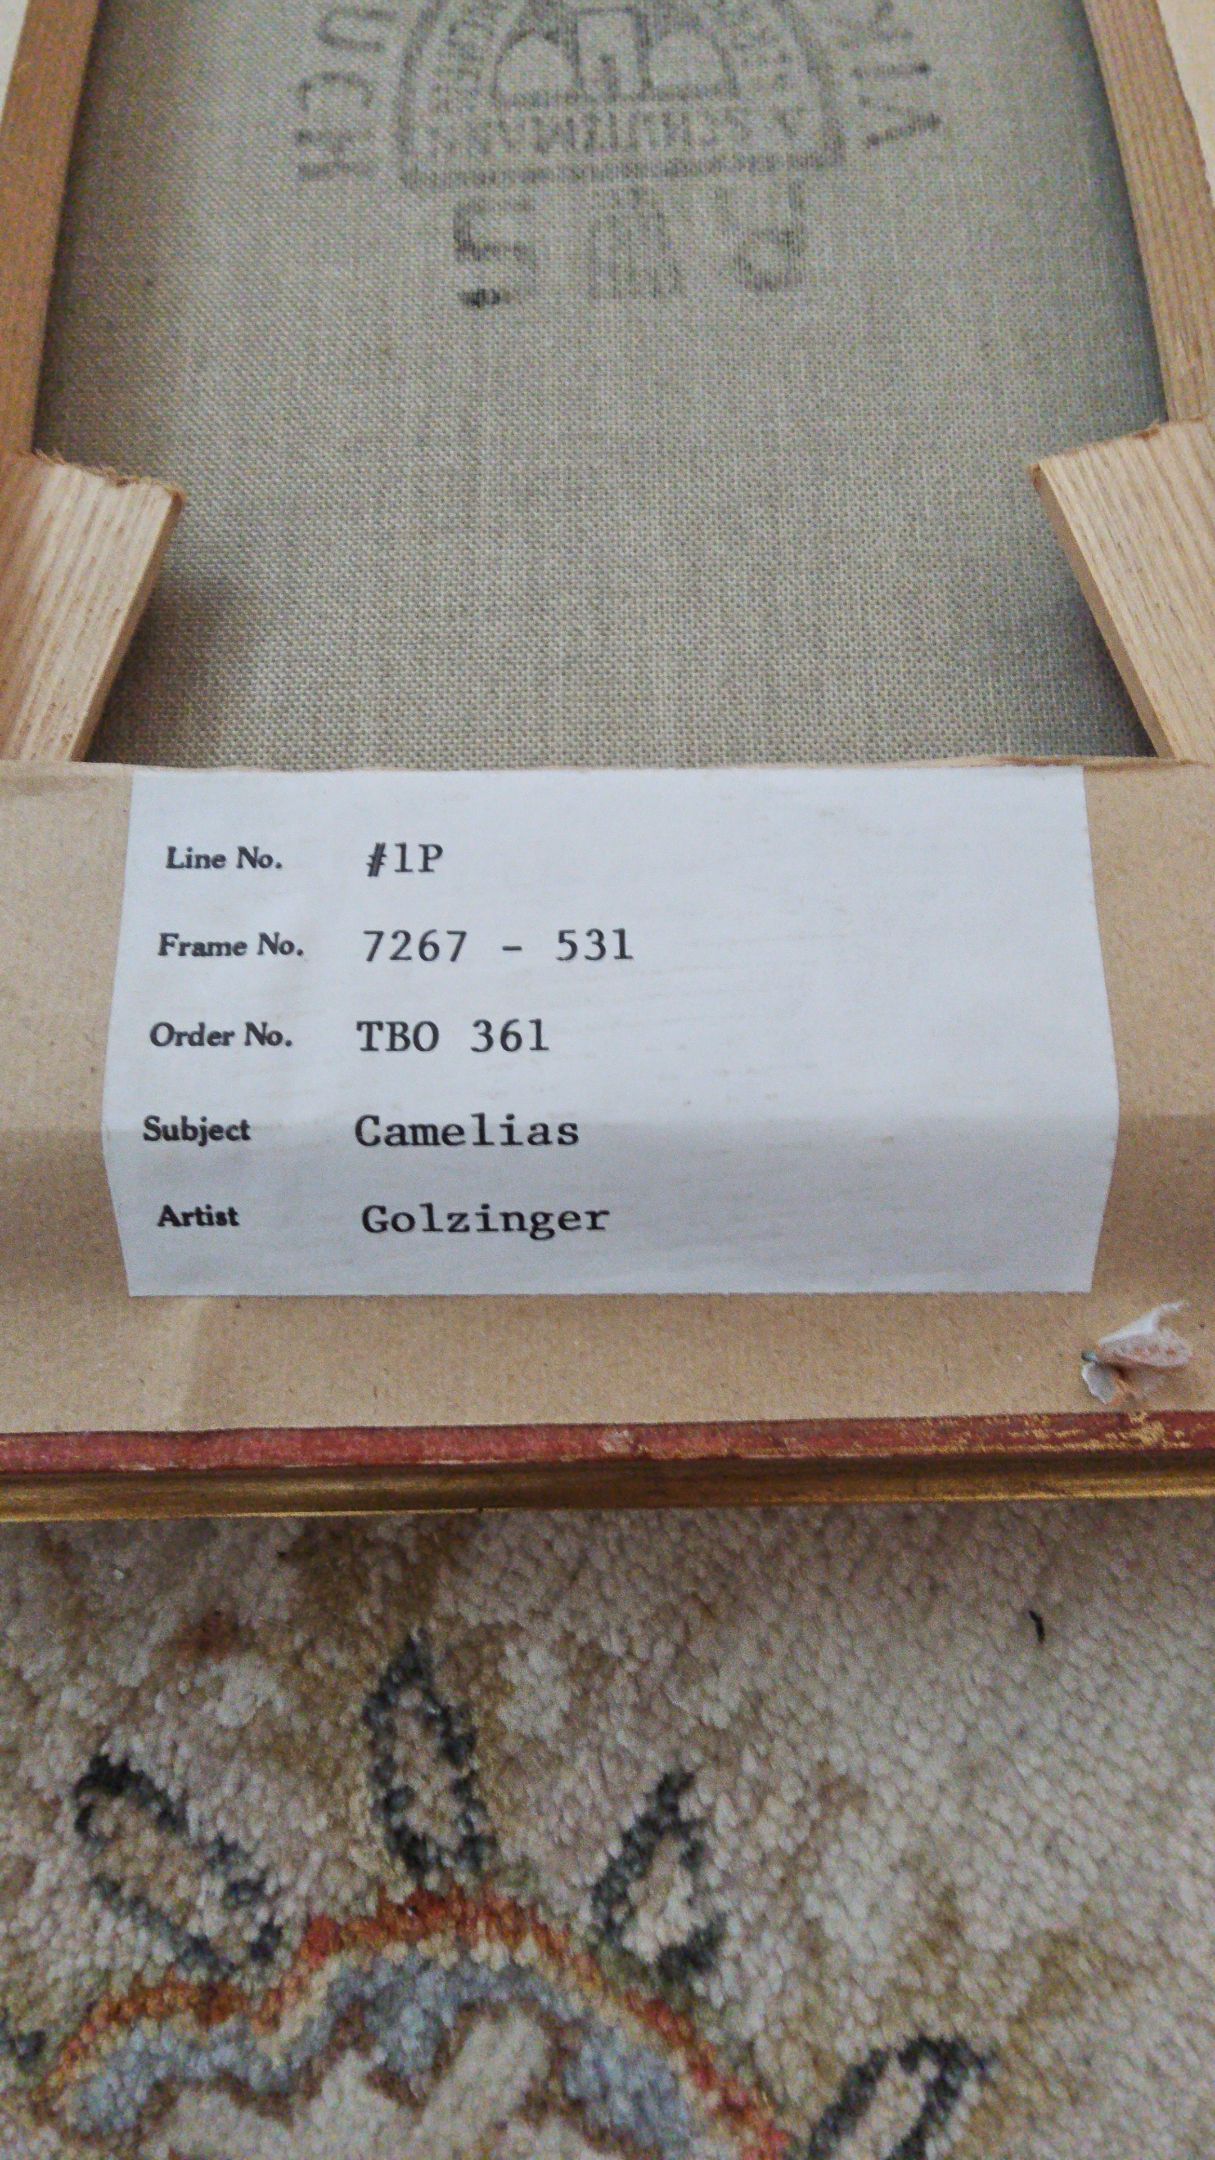 Line No. #1P
Frame No. 7267 - 531
Order No. TBO 361
Subject Camelias
Artist Golzinger